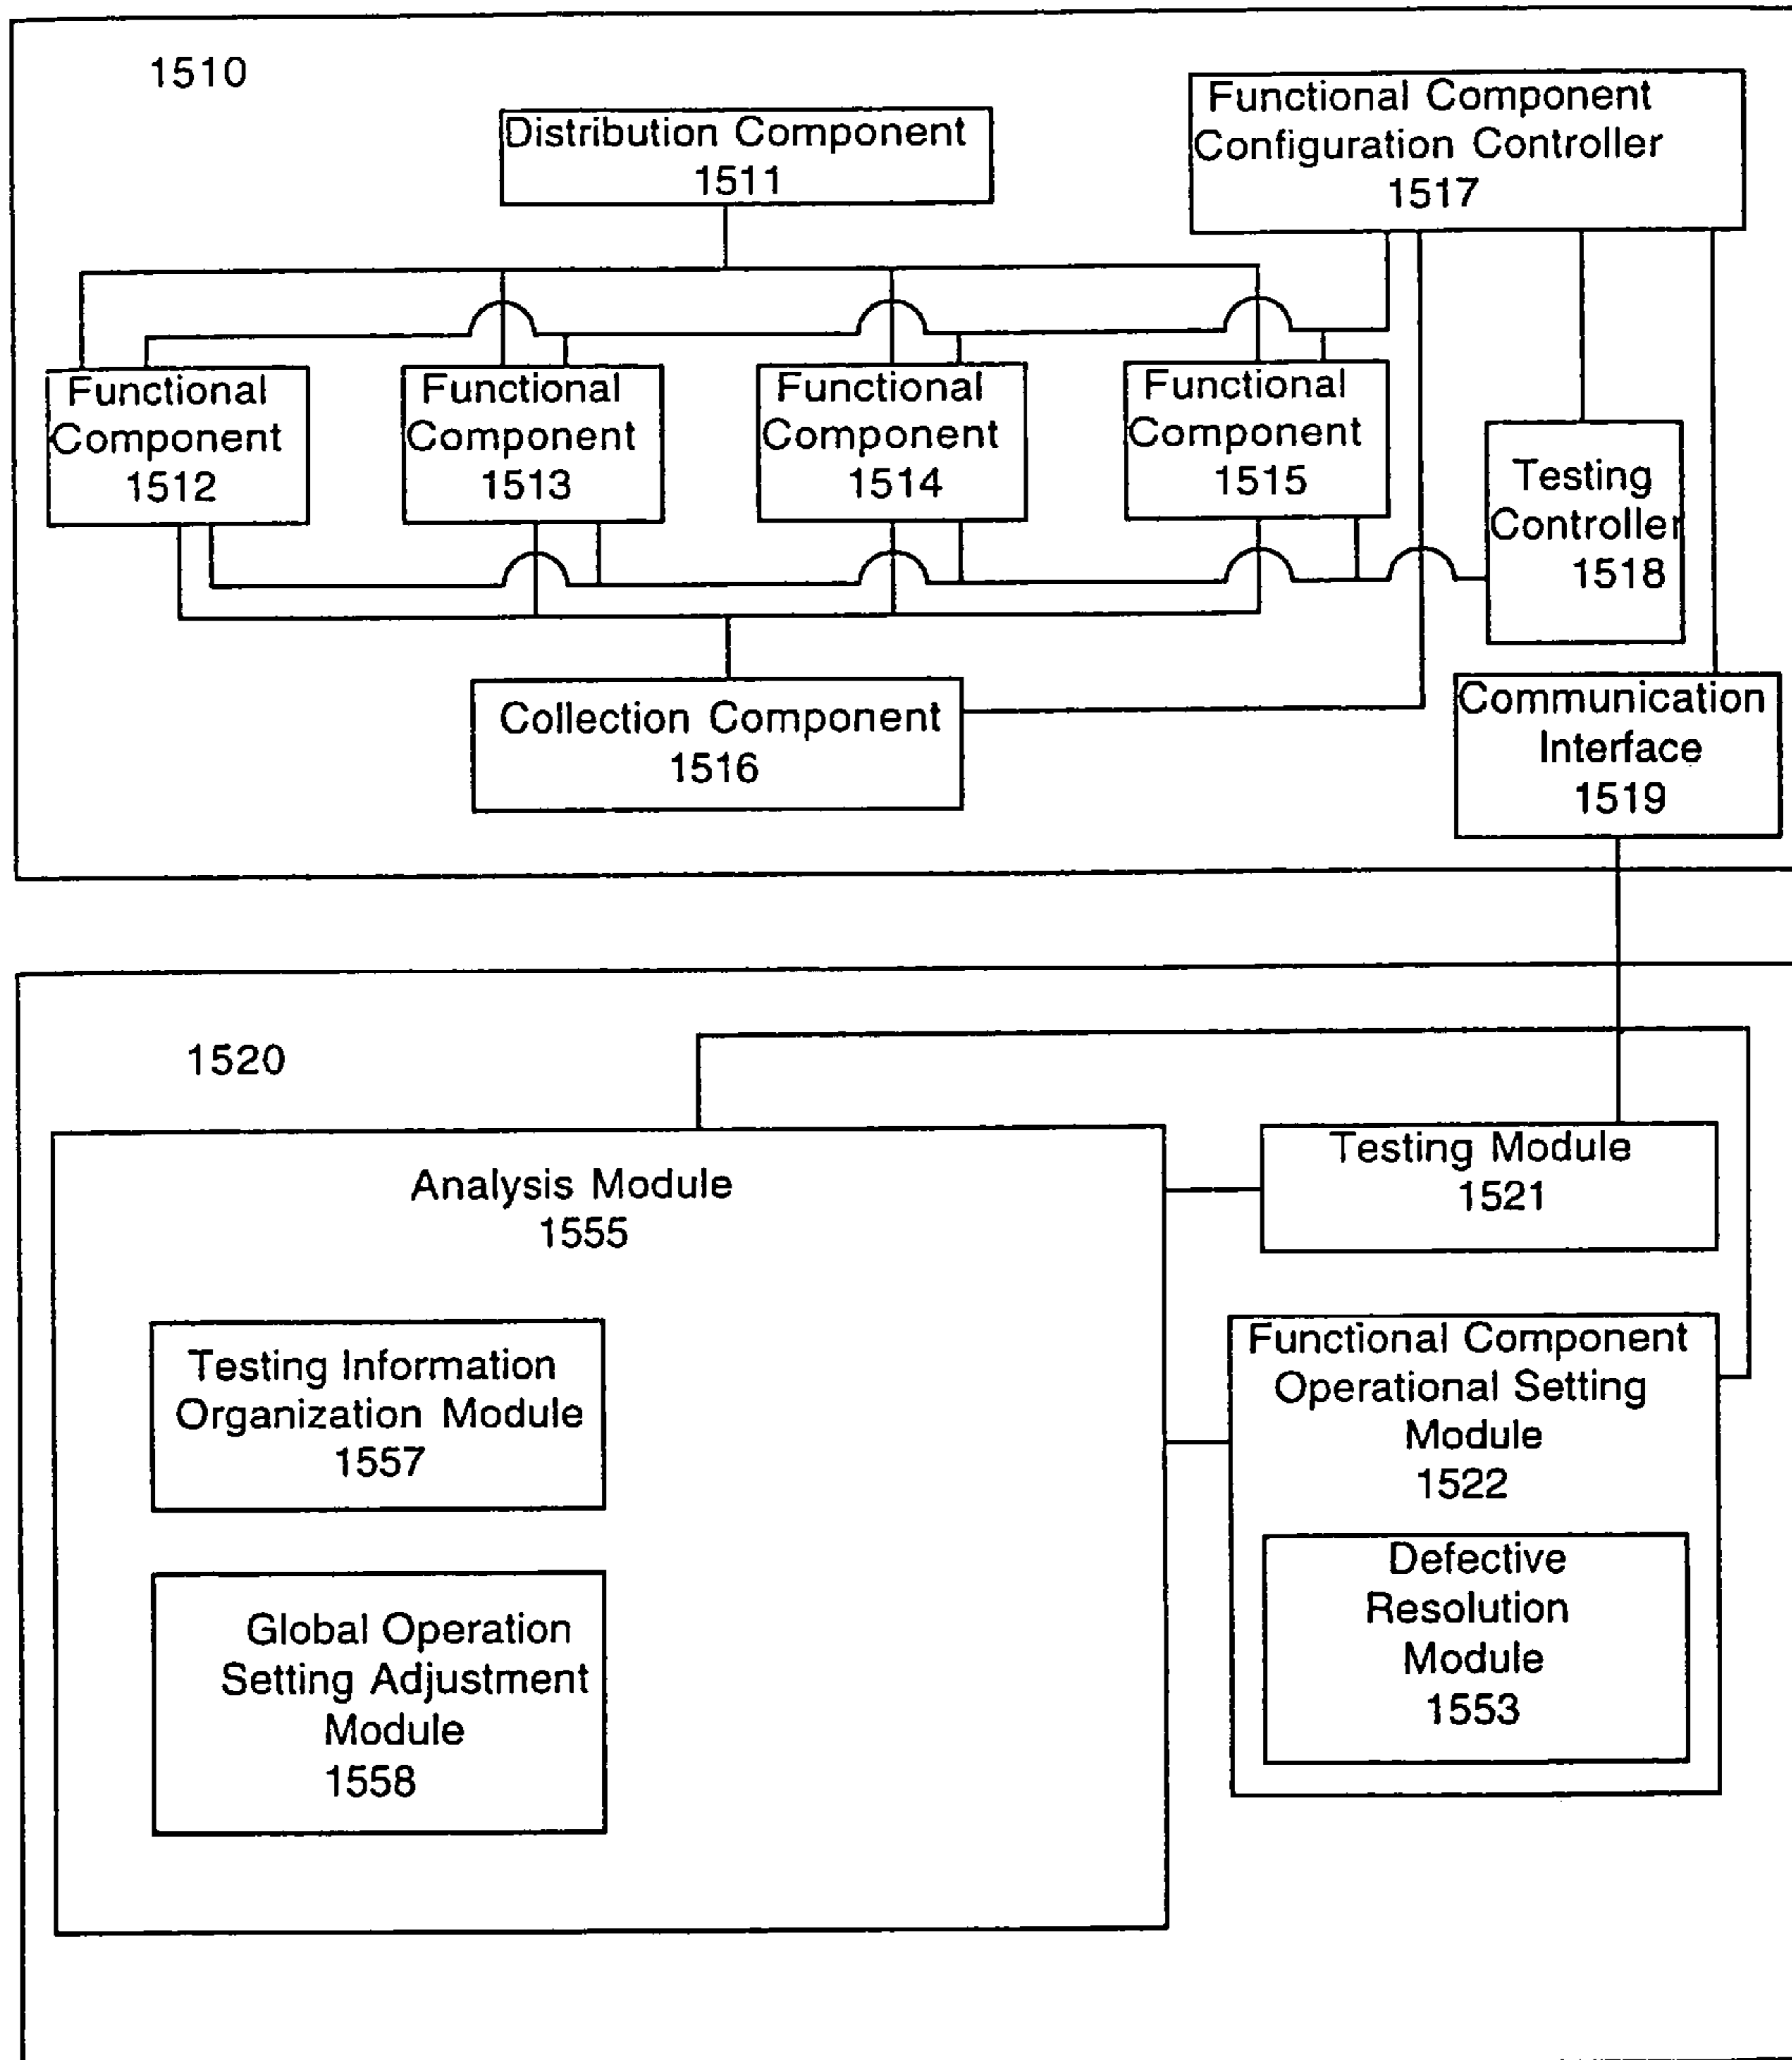 1510
Distribution Component
1511
Functional Component
Configuration Controller
1517
Functional
Component
1512
Functional
Component
1513
Functional
Component
1514
Functional
Component
1515
Testing
Controller
1518
Collection Component
1516
Communication
Interface
1519
1520
Analysis Module
1555
Testing Module
1521
Testing Information
Organization Module
1557
Functional Component
Operational Setting
Module
1522
Defective
Resolution
Module
1553
Global Operation
Setting Adjustment
Module
1558